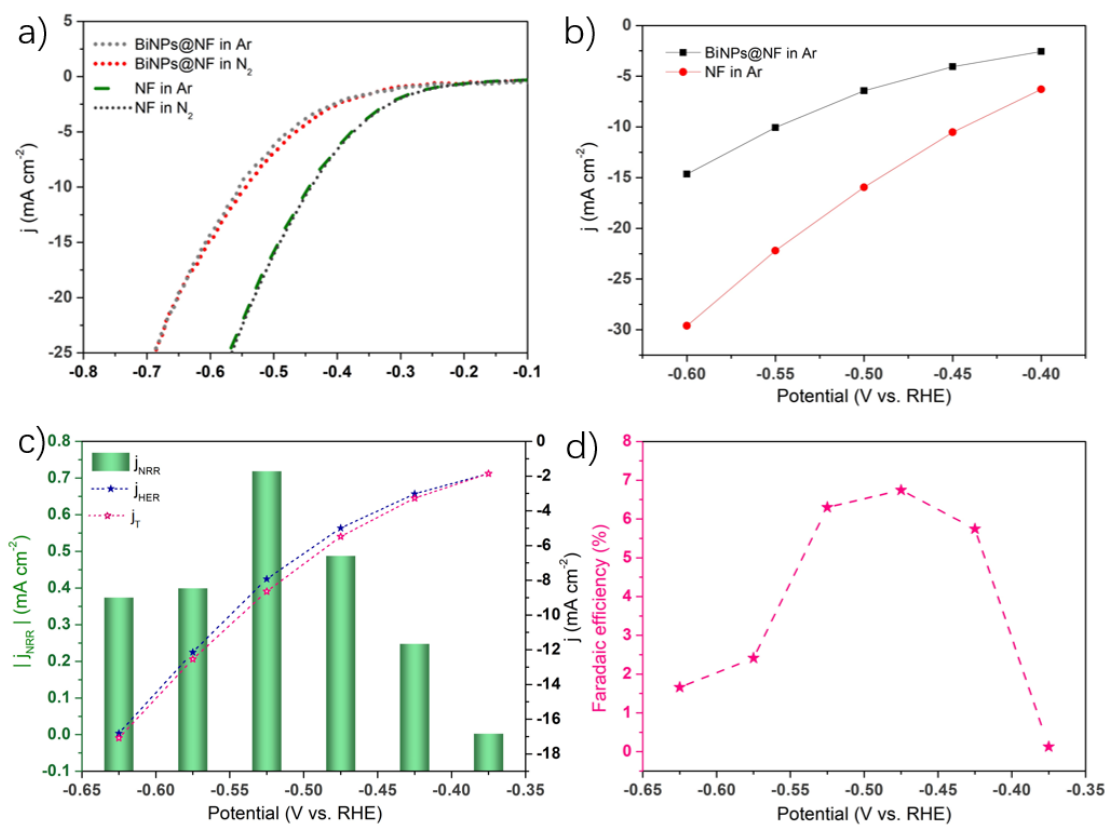 a)
BiNPs@NF in Ar
BiNPs@NF in N2
NF in Ar
NF in N2
j (mA cm-2)
5
0
-5
-10
-15
-20
-25
-0.8 -0.7 -0.6 -0.5 -0.4 -0.3 -0.2 -0.1
b)
BiNPs@NF in Ar
NF in Ar
j (mA cm-2)
0
-5
-10
-15
-20
-25
-30
-0.60 -0.55 -0.50 -0.45 -0.40
Potential (V vs. RHE)
c)
jNRR
jHER
jT
| jNRR | (mA cm-2)
0.8
0.7
0.6
0.5
0.4
0.3
0.2
0.1
0.0
-0.1
j (mA cm-2)
0
-2
-4
-6
-8
-10
-12
-14
-16
-18
-0.65 -0.60 -0.55 -0.50 -0.45 -0.40 -0.35
Potential (V vs. RHE)
d)
Faradaic efficiency (%)
8
7
6
5
4
3
2
1
0
-0.65 -0.60 -0.55 -0.50 -0.45 -0.40 -0.35
Potential (V vs. RHE)